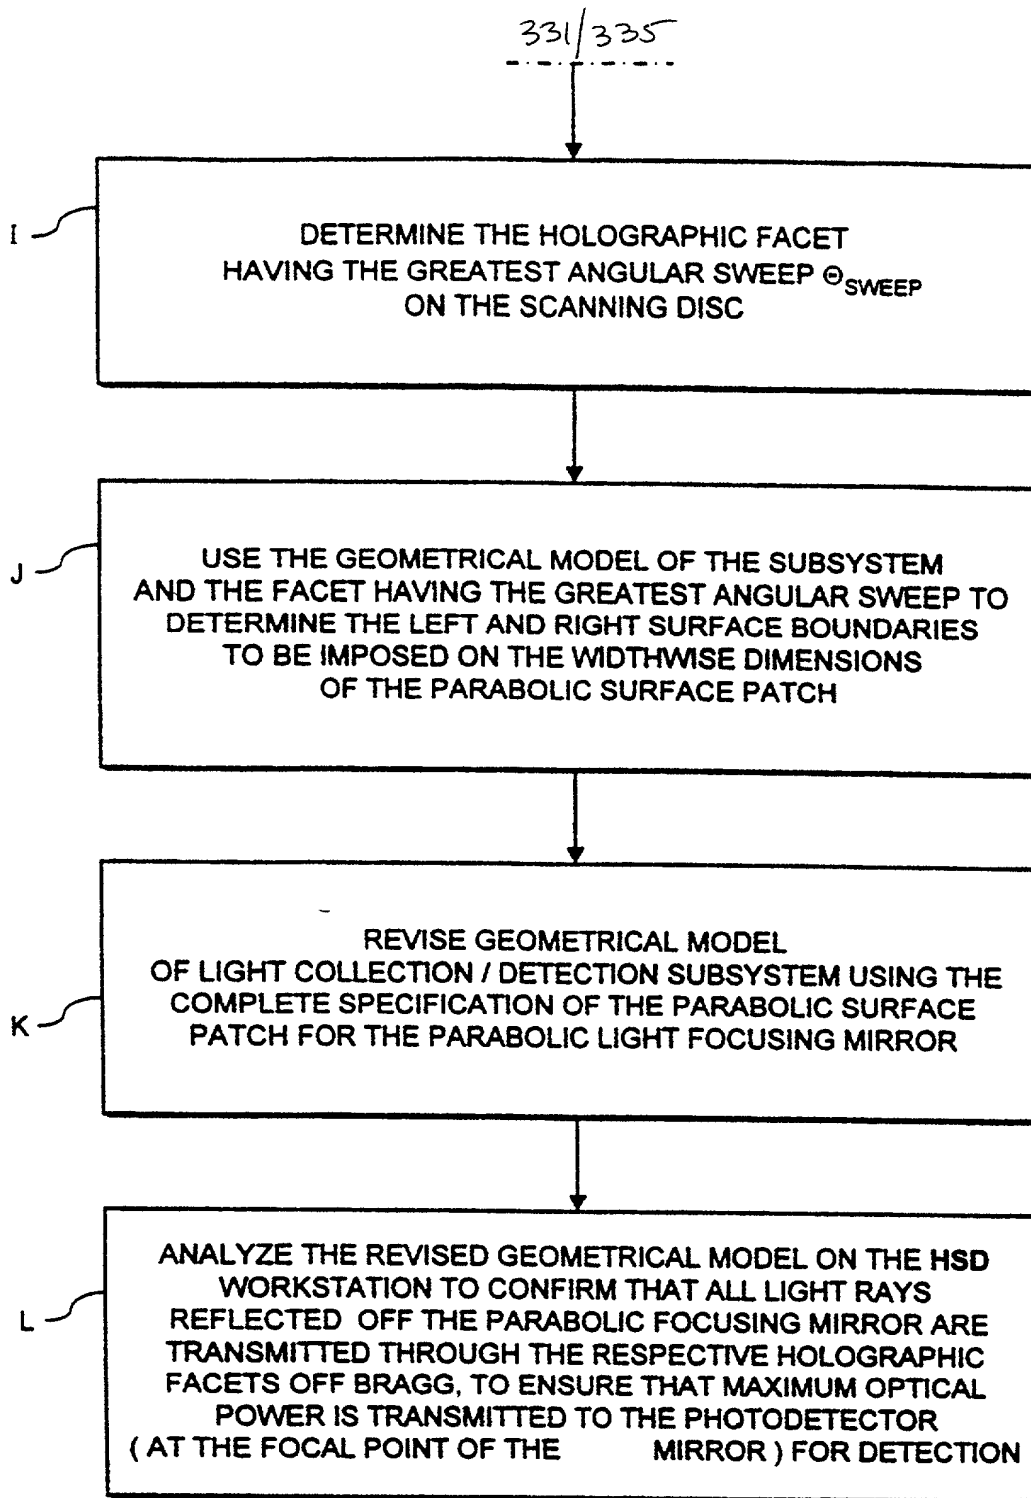 331/335
I
DETERMINE THE HOLOGRAPHIC FACET
HAVING THE GREATEST ANGULAR SWEEP Θ_SWEEP
ON THE SCANNING DISC
J
USE THE GEOMETRICAL MODEL OF THE SUBSYSTEM
AND THE FACET HAVING THE GREATEST ANGULAR SWEEP TO
DETERMINE THE LEFT AND RIGHT SURFACE BOUNDARIES
TO BE IMPOSED ON THE WIDTHWISE DIMENSIONS
OF THE PARABOLIC SURFACE PATCH
K
REVISE GEOMETRICAL MODEL
OF LIGHT COLLECTION / DETECTION SUBSYSTEM USING THE
COMPLETE SPECIFICATION OF THE PARABOLIC SURFACE
PATCH FOR THE PARABOLIC LIGHT FOCUSING MIRROR
L
ANALYZE THE REVISED GEOMETRICAL MODEL ON THE HSD
WORKSTATION TO CONFIRM THAT ALL LIGHT RAYS
REFLECTED OFF THE PARABOLIC FOCUSING MIRROR ARE
TRANSMITTED THROUGH THE RESPECTIVE HOLOGRAPHIC
FACETS OFF BRAGG, TO ENSURE THAT MAXIMUM OPTICAL
POWER IS TRANSMITTED TO THE PHOTODETECTOR
( AT THE FOCAL POINT OF THE MIRROR ) FOR DETECTION